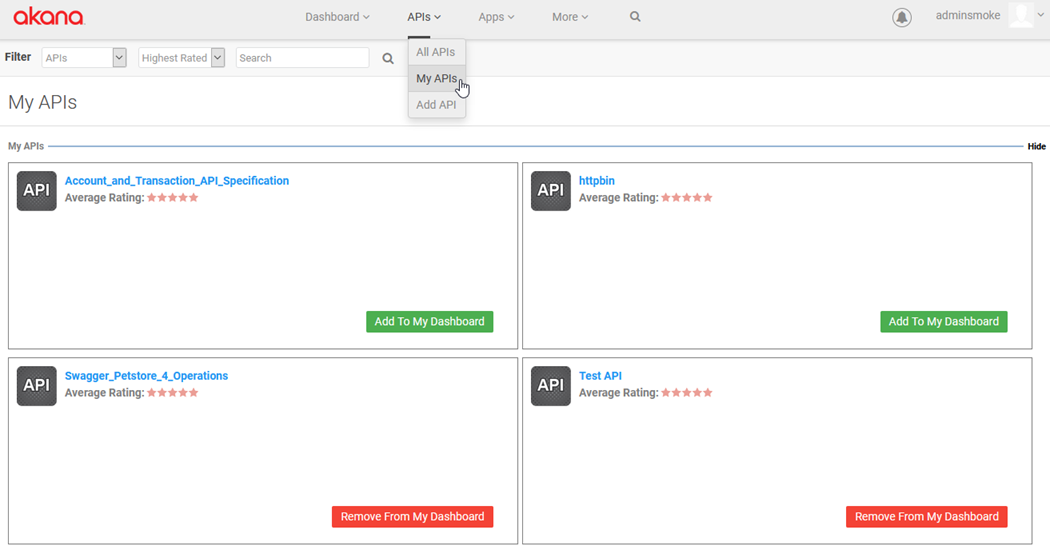 akana
Dashboard APIs Apps More adminsmoke
Filter APIs Highest Rated Search
All APIs
My APIs
Add API
My APIs
My APIs Hide
API Account_and_Transaction_API_Specification
Average Rating:
Add To My Dashboard
API httpbin
Average Rating:
Add To My Dashboard
API Swagger_Petstore_4_Operations
Average Rating:
Remove From My Dashboard
API Test API
Average Rating:
Remove From My Dashboard